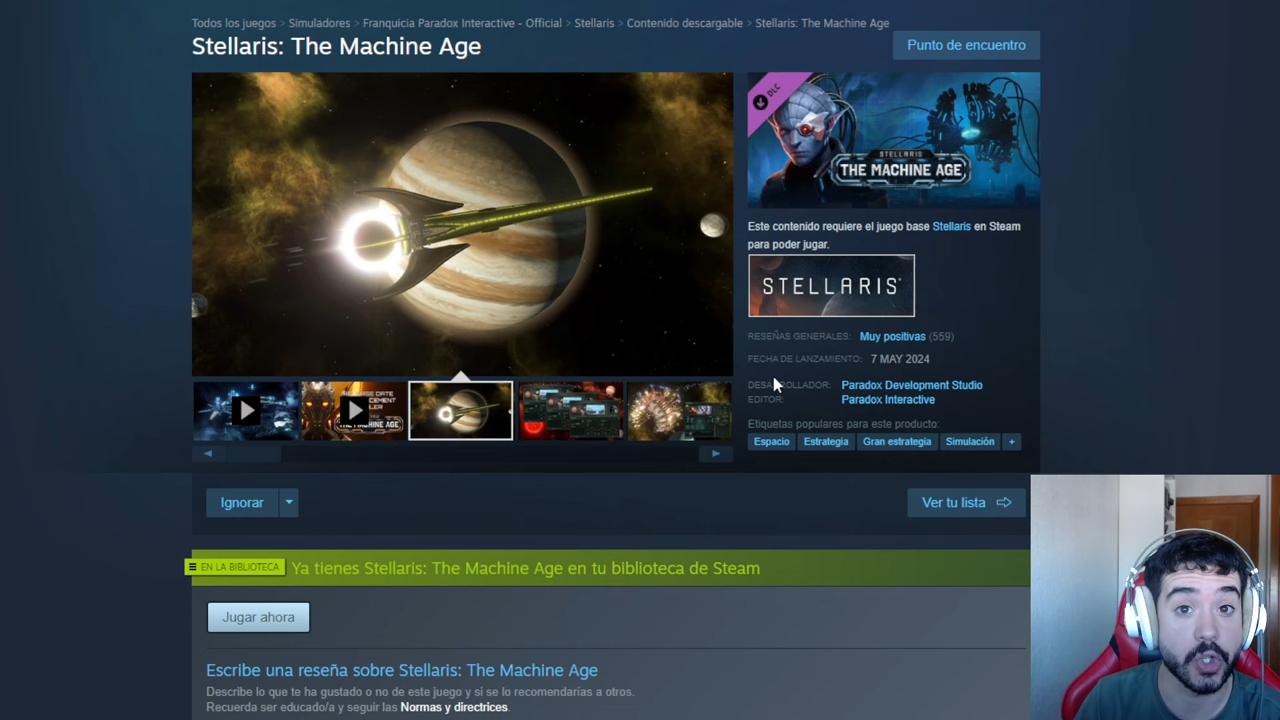 Todos los juegos > Simuladores > Franquicia Paradox Interactive - Official > Stellaris > Contenido descargable > Stellaris: The Machine Age
Stellaris: The Machine Age
Punto de encuentro
DLC
STELLARIS
THE MACHINE AGE
Este contenido requiere el juego base Stellaris en Steam
para poder jugar.
STELLARIS
RESEÑAS GENERALES: Muy positivas (559)
FECHA DE LANZAMIENTO: 7 MAY 2024
DESARROLLADOR: Paradox Development Studio
EDITOR: Paradox Interactive
Etiquetas populares para este producto:
Espacio Estrategia Gran estrategia Simulación +
Ignorar
Ver tu lista
EN LA BIBLIOTECA
Ya tienes Stellaris: The Machine Age en tu biblioteca de Steam
Jugar ahora
Escribe una reseña sobre Stellaris: The Machine Age
Describe lo que te ha gustado o no de este juego y si se lo recomendarías a otros.
Recuerda ser educado/a y seguir las Normas y directrices.